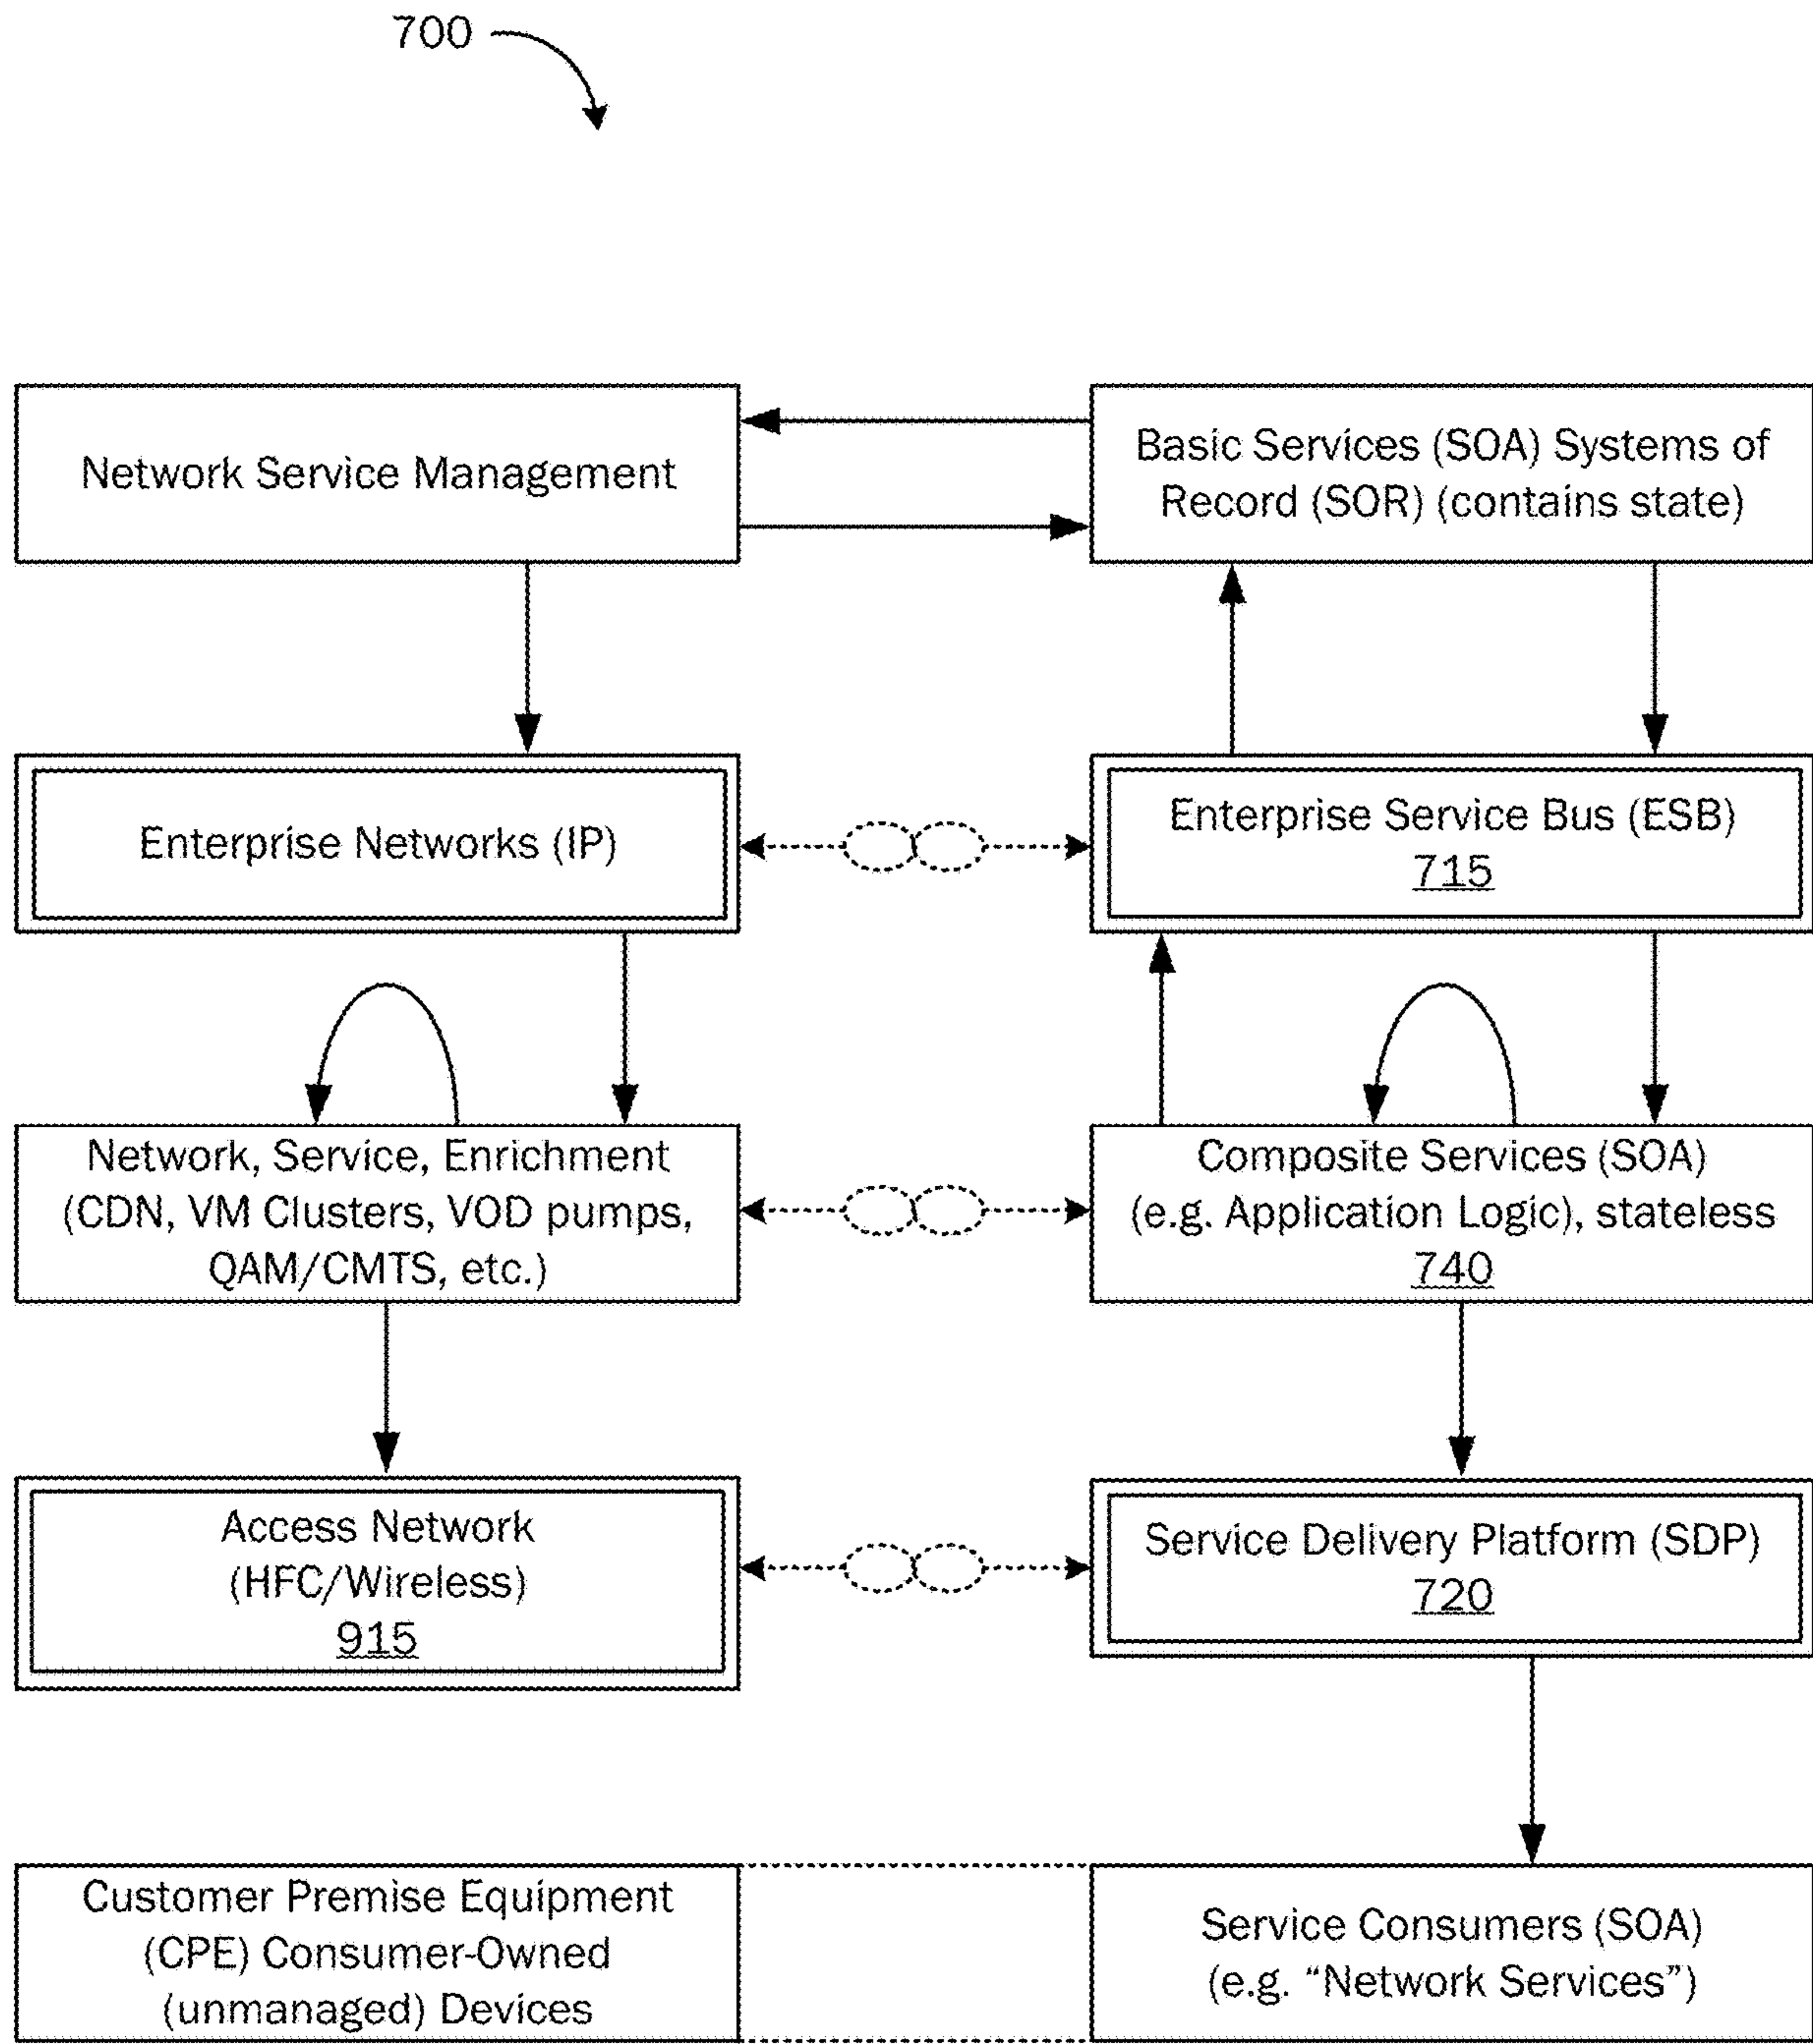 700
Network Service Management
Basic Services (SOA) Systems of
Record (SOR) (contains state)
Enterprise Networks (IP)
Enterprise Service Bus (ESB)
715
Network, Service, Enrichment
(CDN, VM Clusters, VOD pumps,
QAM/CMTS, etc.)
Composite Services (SOA)
(e.g. Application Logic), stateless
740
Access Network
(HFC/Wireless)
915
Service Delivery Platform (SDP)
720
Customer Premise Equipment
(CPE) Consumer-Owned
(unmanaged) Devices
Service Consumers (SOA)
(e.g. “Network Services”)